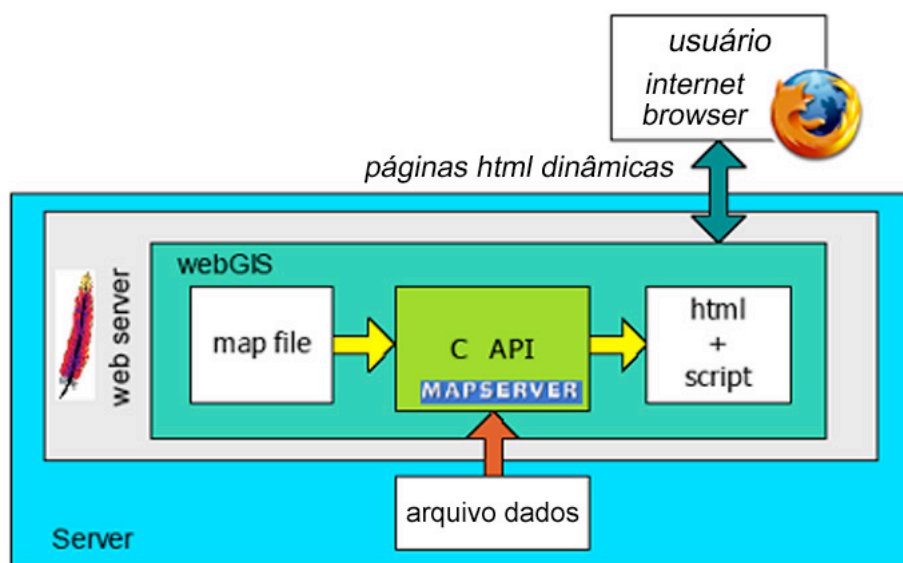 usuário
internet
browser
páginas html dinâmicas
web server
webGIS
map file
C API
MAPSERVER
html
+
script
arquivo dados
Server